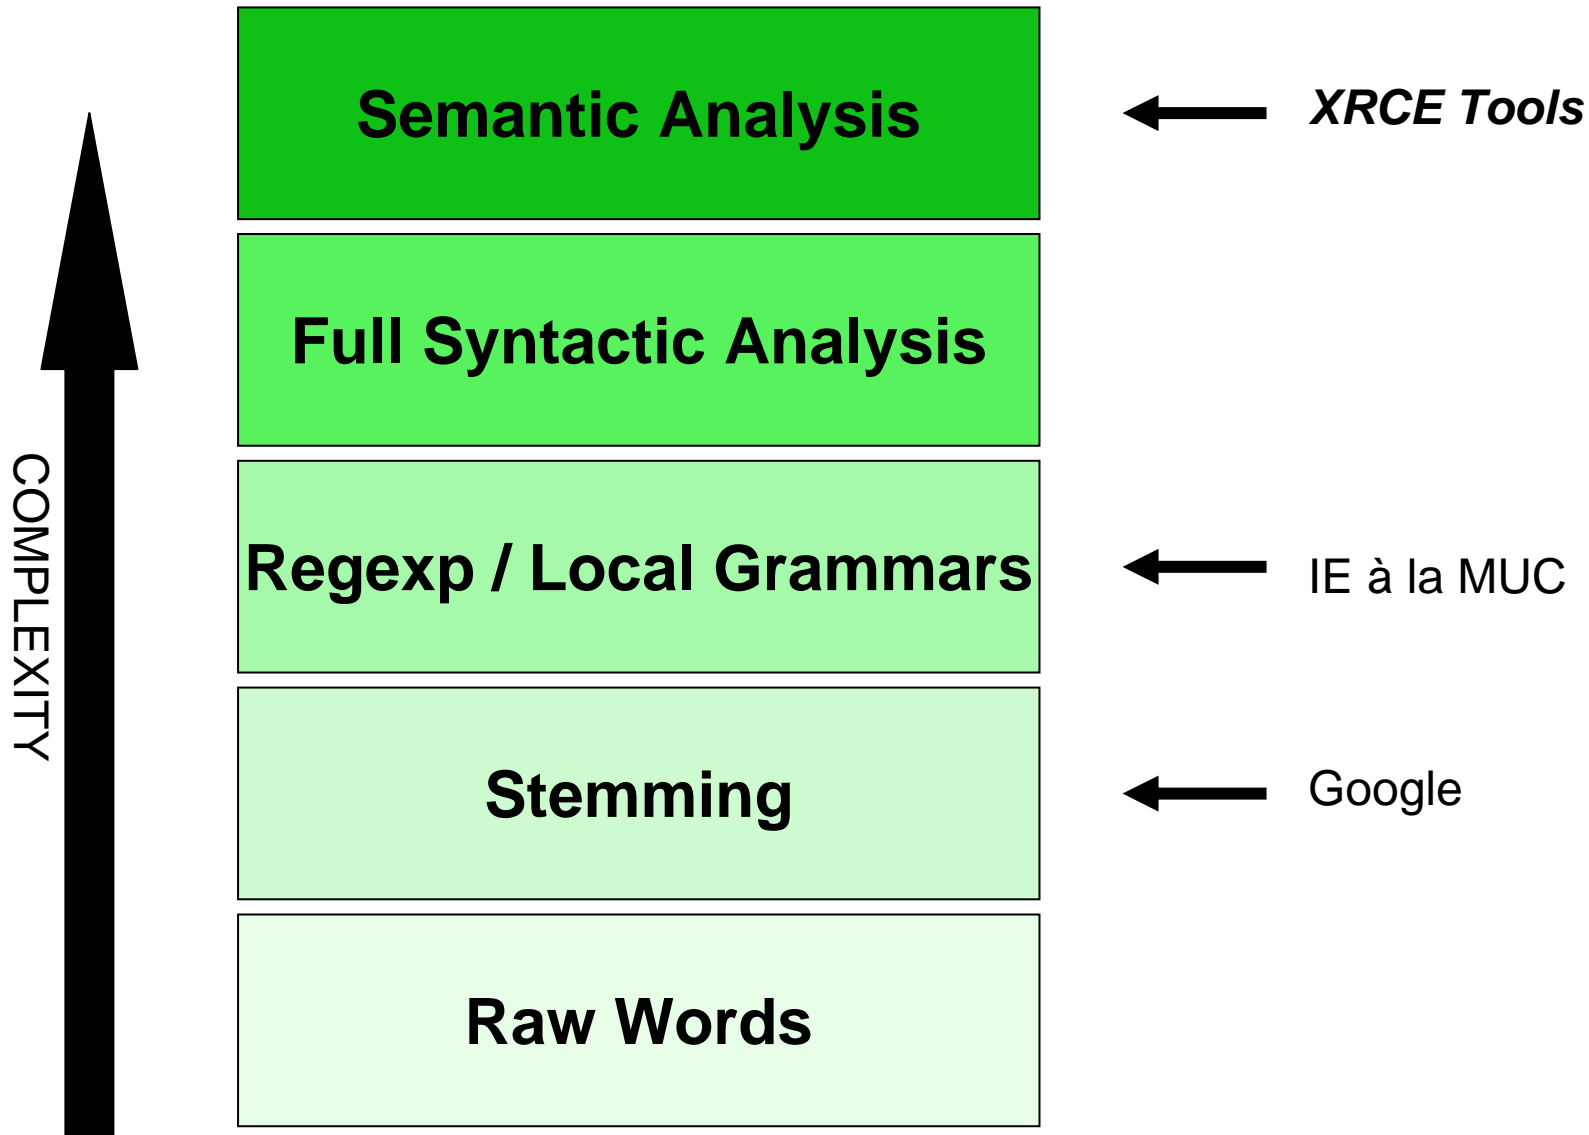 Semantic Analysis
XRCE Tools
Full Syntactic Analysis
COMPLEXITY
Regexp / Local Grammars
IE à la MUC
Stemming
Google
Raw Words